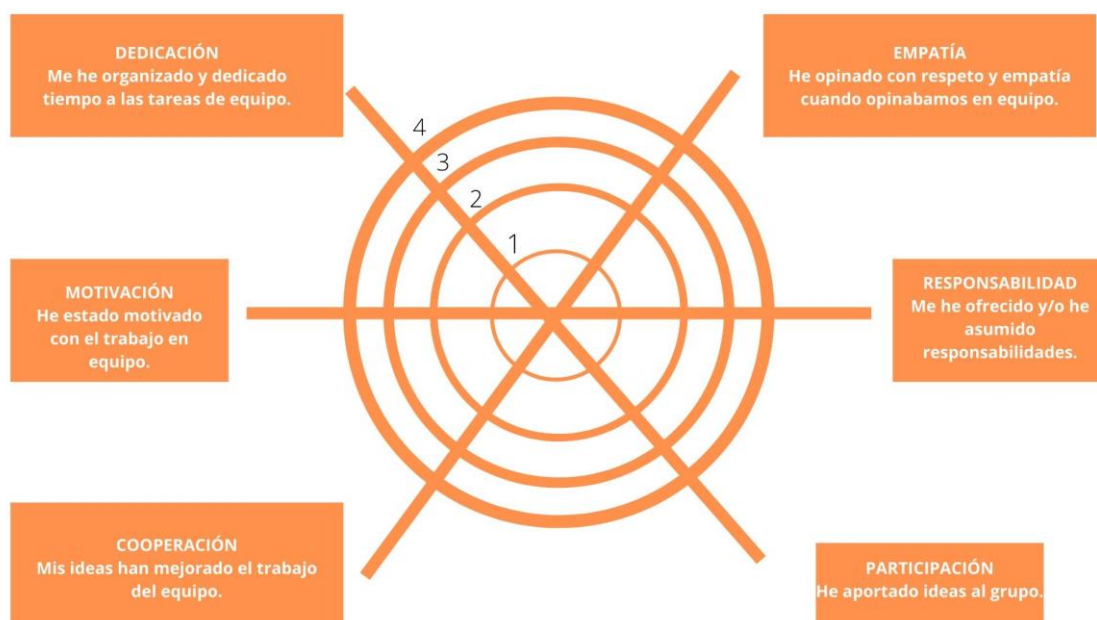 DEDICACIÓN
Me he organizado y dedicado
tiempo a las tareas de equipo.
EMPATÍA
He opinado con respeto y empatía
cuando opinabamos en equipo.
4
3
2
1
MOTIVACIÓN
He estado motivado
con el trabajo en
equipo.
RESPONSABILIDAD
Me he ofrecido y/o he
asumido
responsabilidades.
COOPERACIÓN
Mis ideas han mejorado el trabajo
del equipo.
PARTICIPACIÓN
He aportado ideas al grupo.